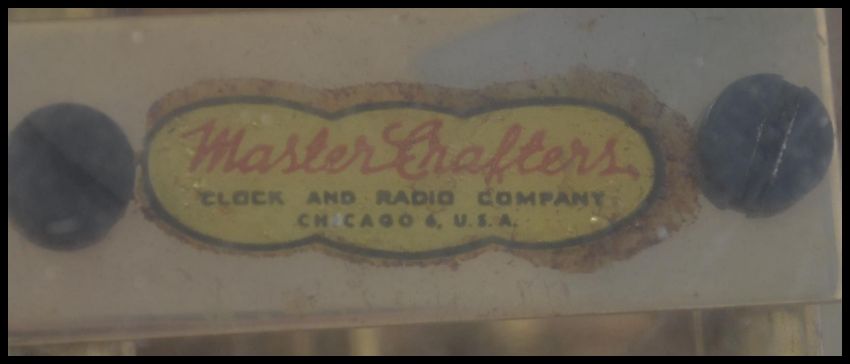 MasterCrafters
CLOCK AND RADIO COMPANY
CHICAGO 6, U.S.A.